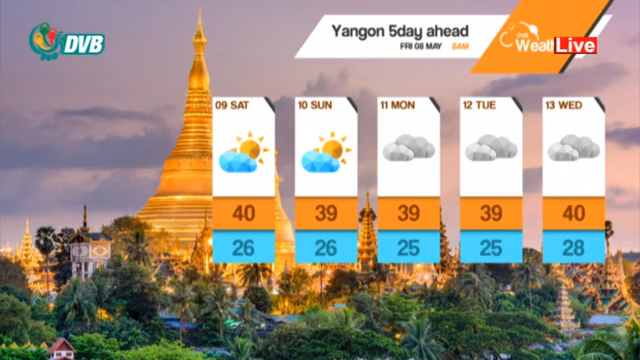 DVB
Yangon 5day ahead
FRI 08 MAY 8AM
DVB
Weath
Live
09 SAT
10 SUN
11 MON
12 TUE
13 WED
40
39
39
39
40
26
26
25
25
28